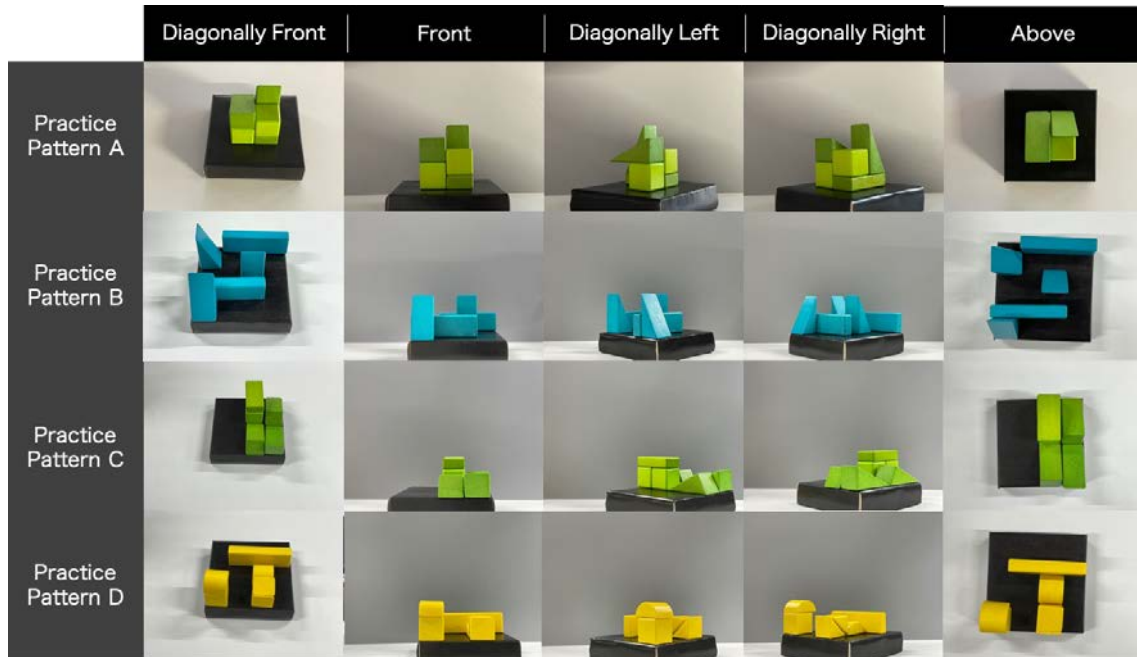 Diagonally Front
Front
Diagonally Left
Diagonally Right
Above
Practice
Pattern A
Practice
Pattern B
Practice
Pattern C
Practice
Pattern D